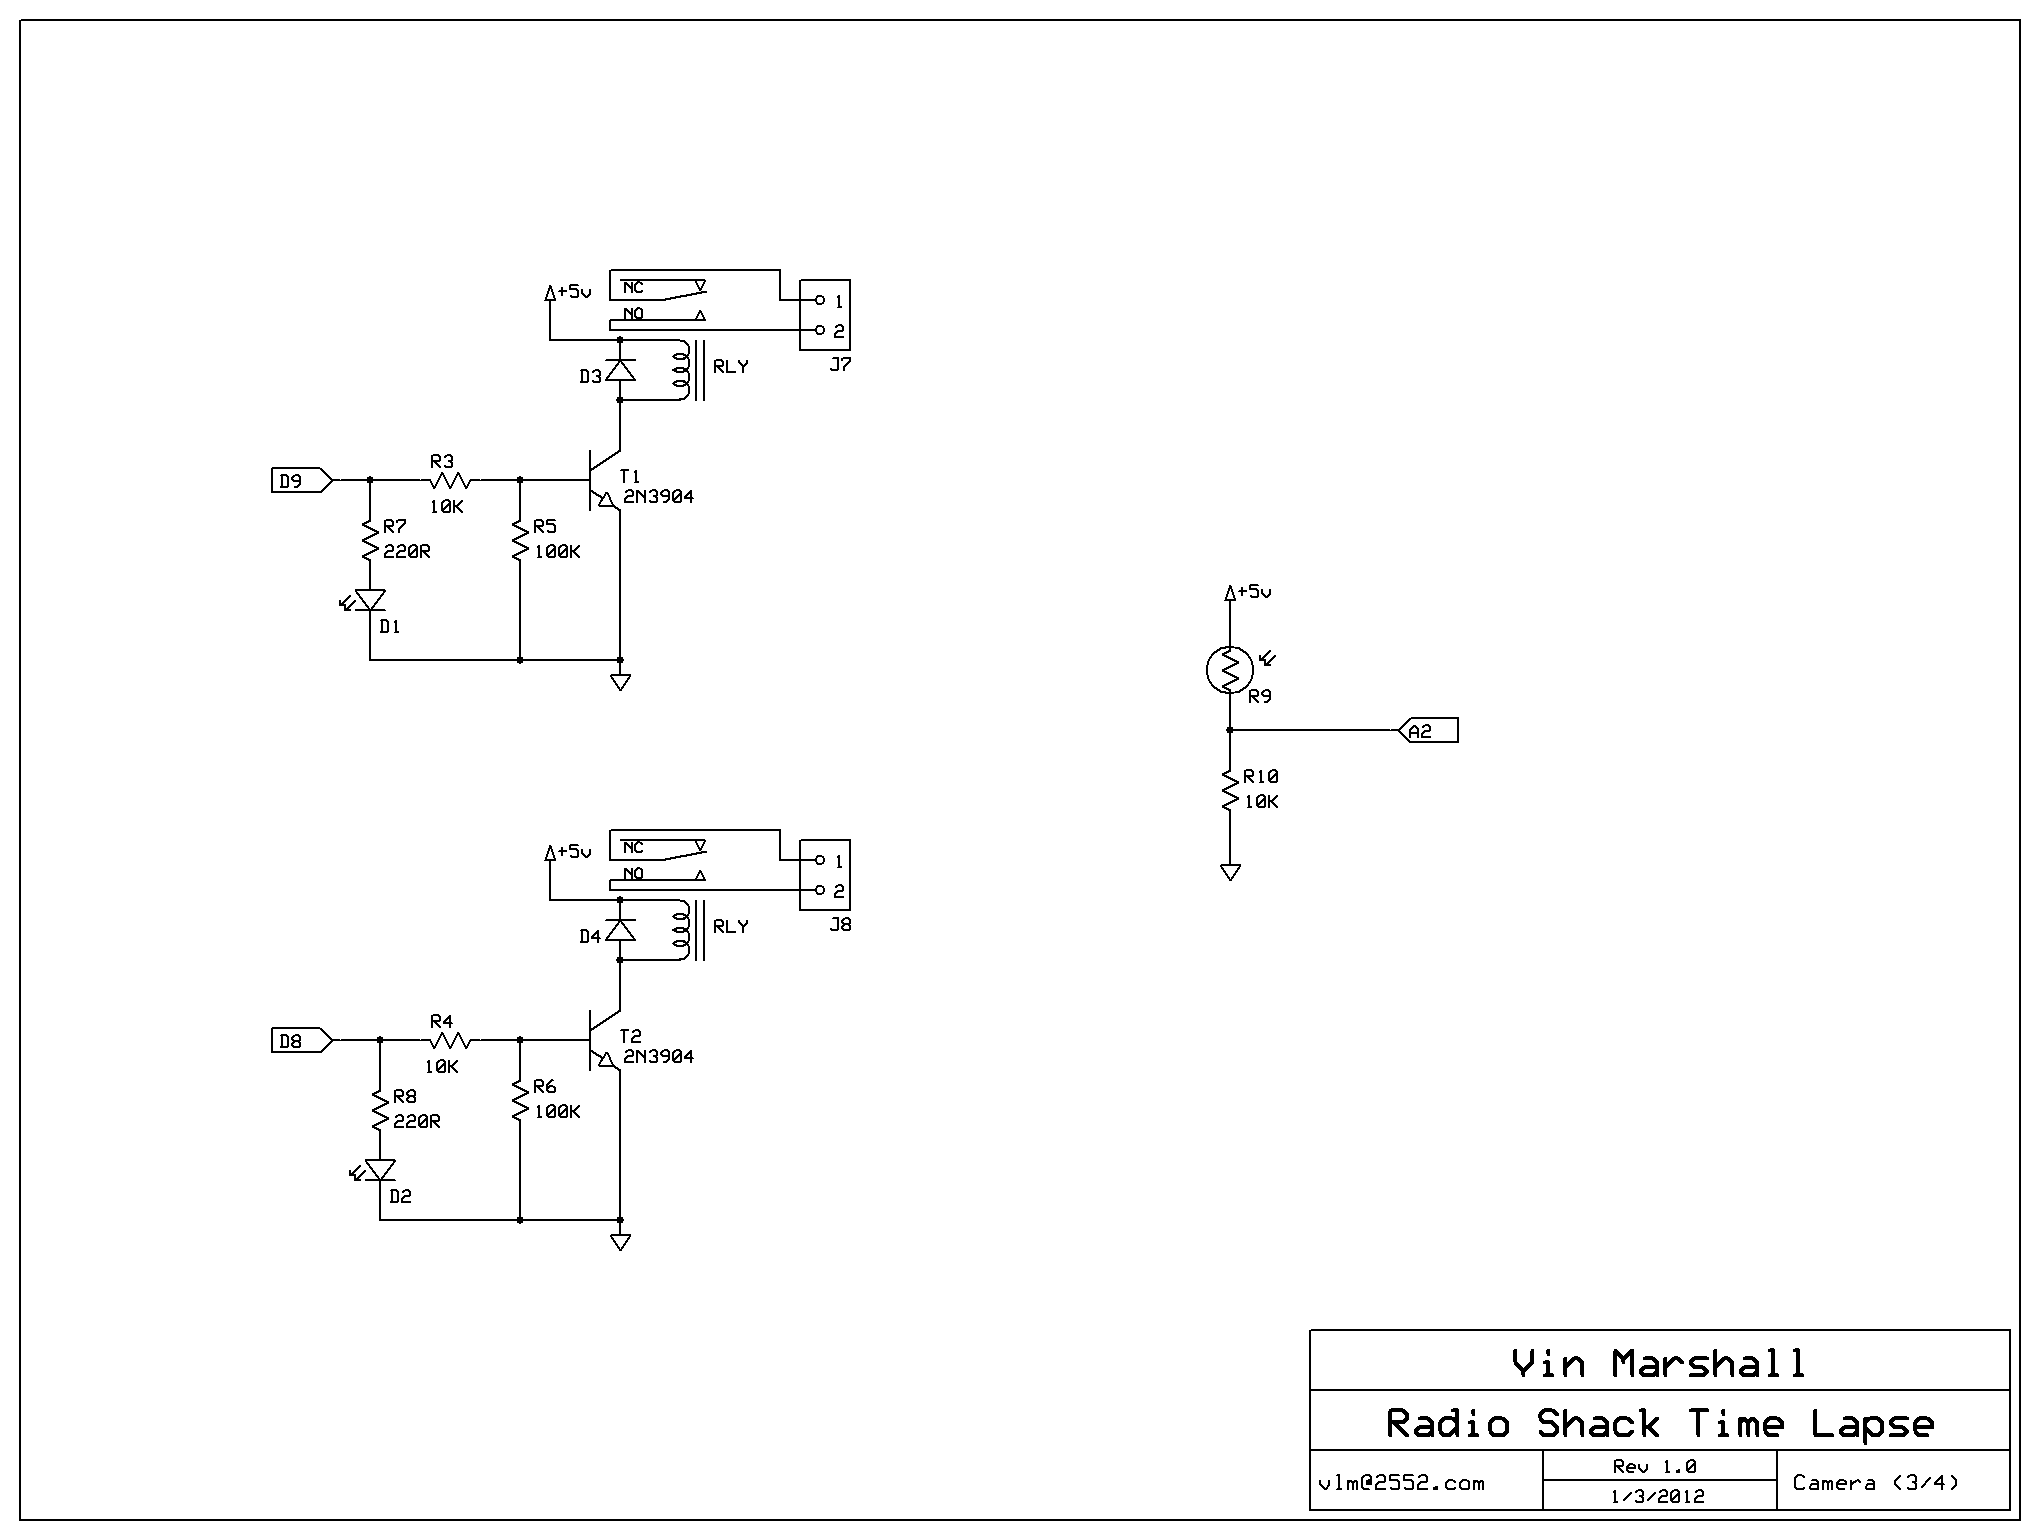 +5v
NC
NO
1
2
J7
D3
RLY
D9
R3
10K
T1
2N3904
R7
220R
R5
100K
D1
+5v
R9
A2
R10
10K
+5v
NC
NO
1
2
J8
D4
RLY
D8
R4
10K
T2
2N3904
R8
220R
R6
100K
D2
Vin Marshall
Radio Shack Time Lapse
vlm@2552.com
Rev 1.0
1/3/2012
Camera (3/4)